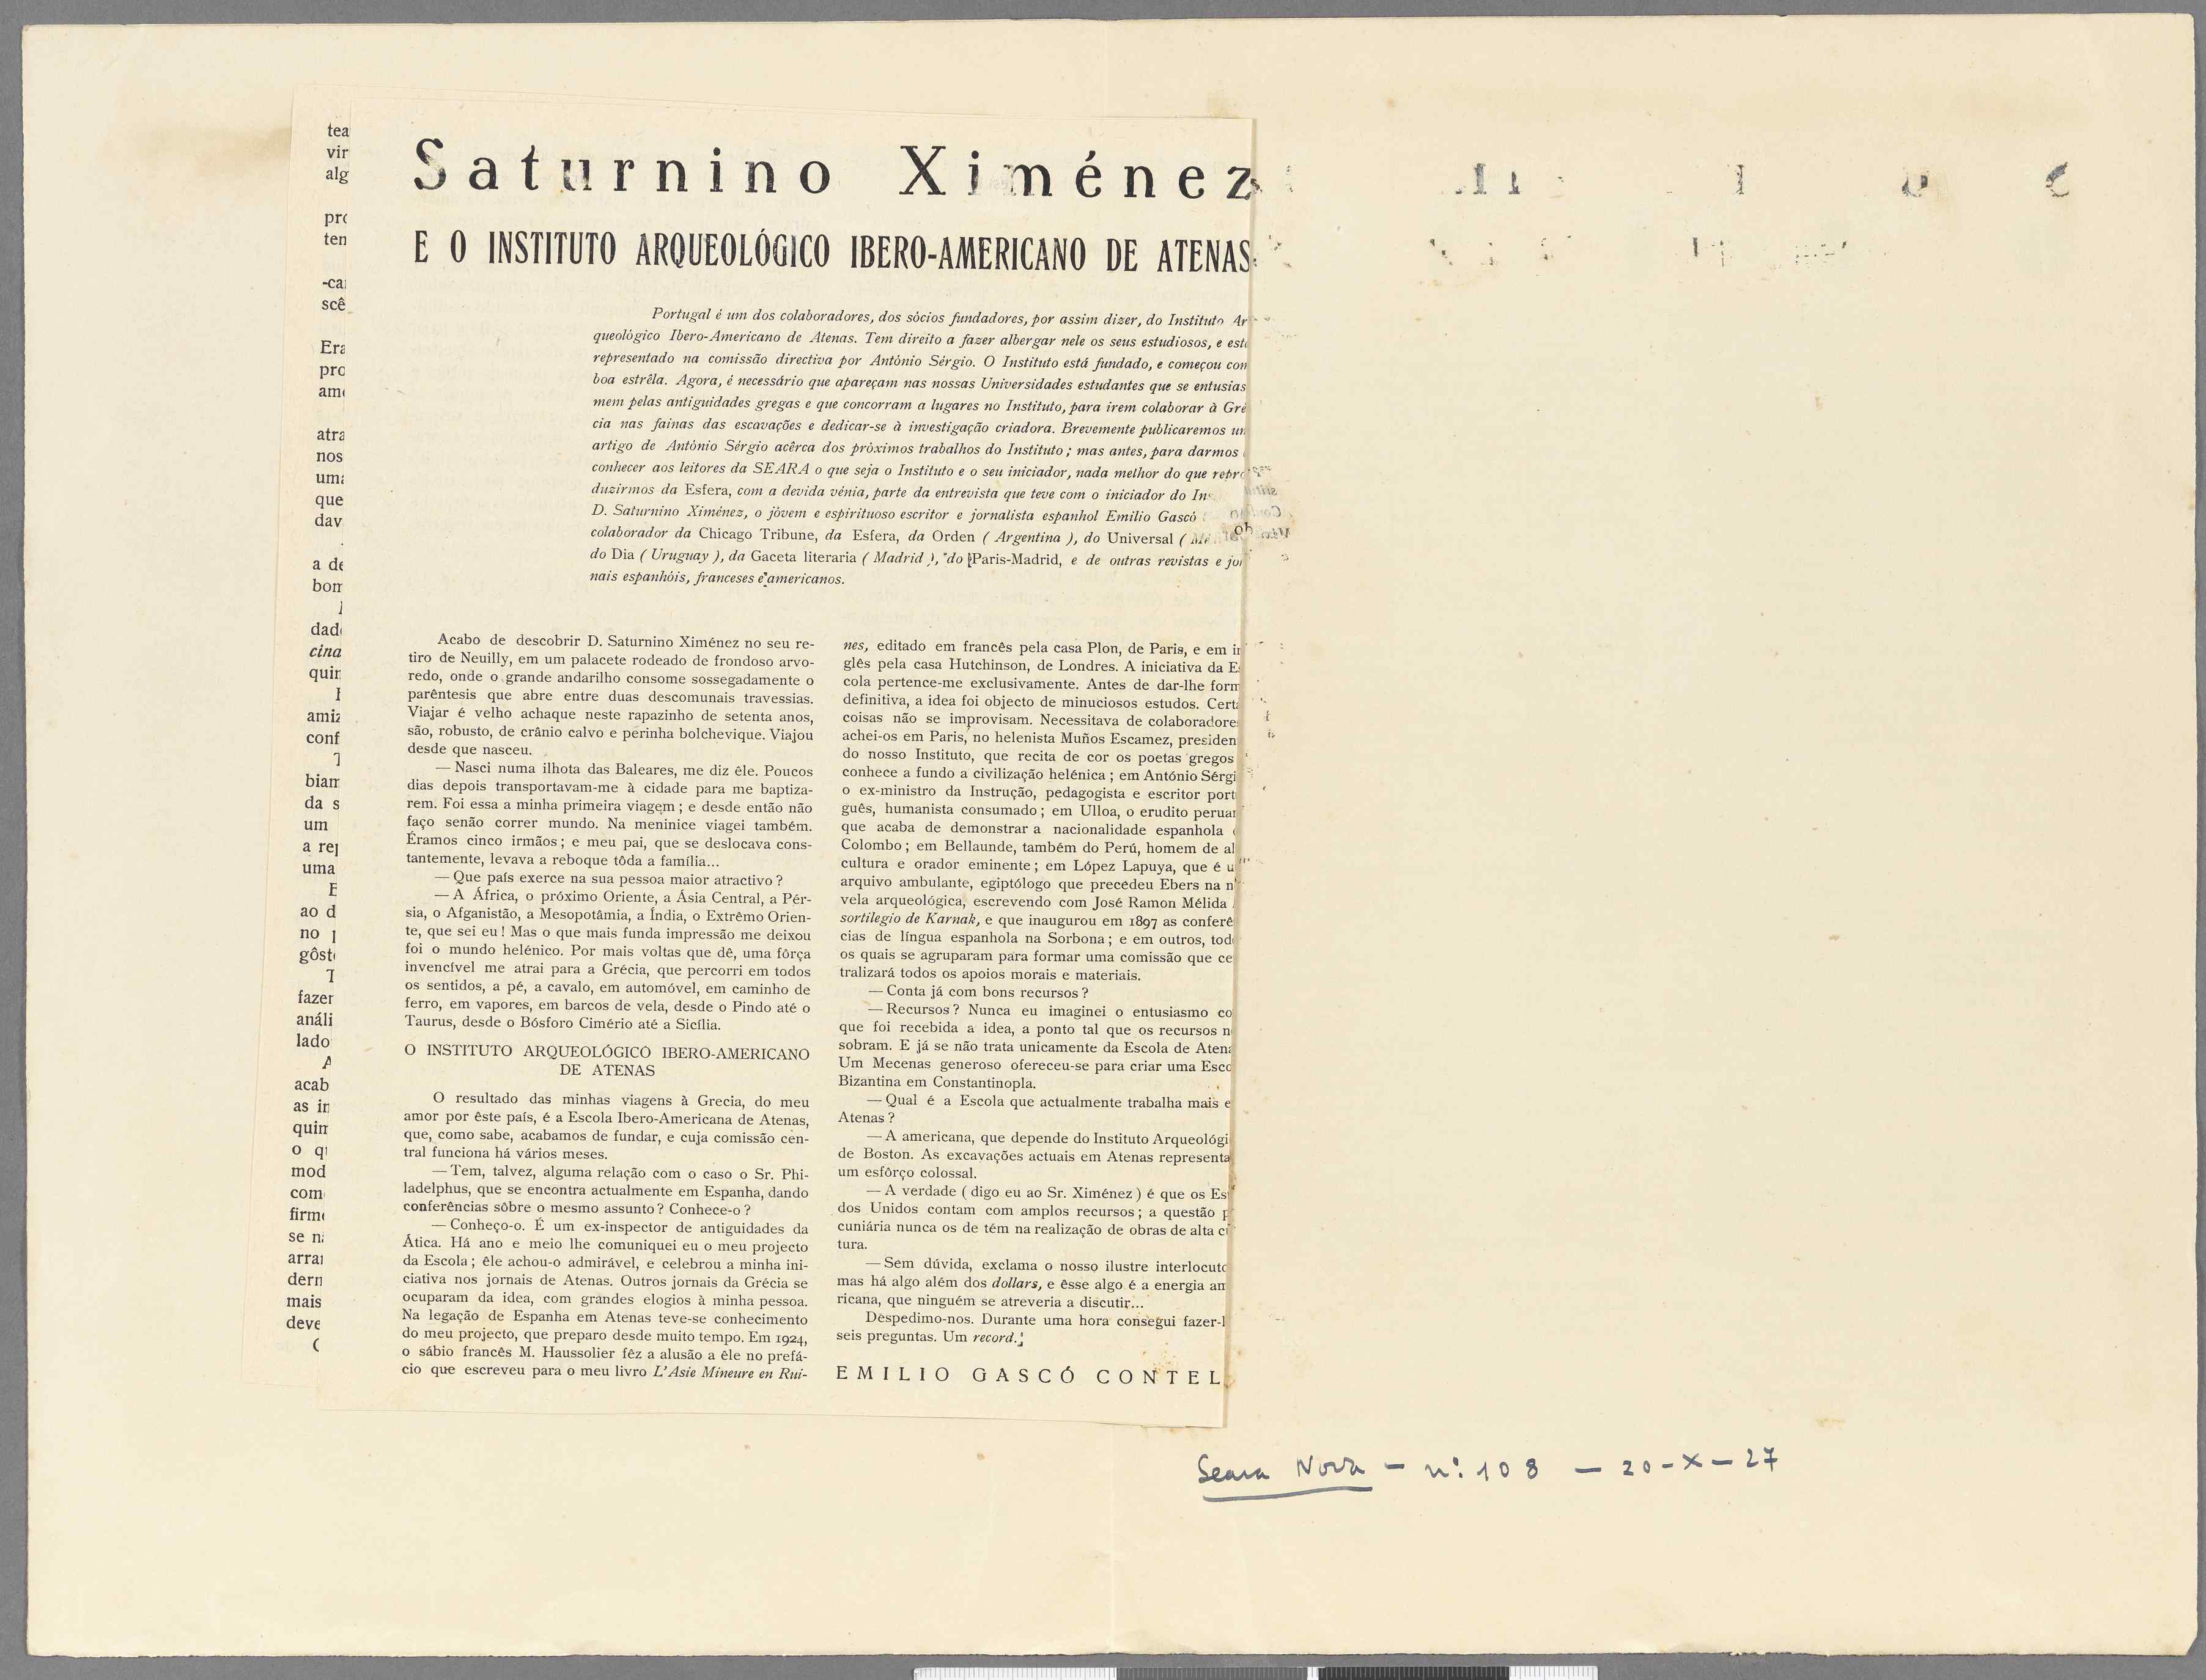 Saturnino Ximénez
E O INSTITUTO ARQUEOLÓGICO IBERO-AMERICANO DE ATENAS
Portugal é um dos colaboradores, dos sócios fundadores, por assim dizer, do Instituto Ar
queológico Ibero-Americano de Atenas. Tem direito a fazer albergar nele os seus estudiosos, e est
representado na comissão directiva por António Sérgio. O Instituto está fundado, e começou con
boa estrêla. Agora, é necessário que apareçam nas nossas Universidades estudantes que se entusias
mem pelas antiguidades gregas e que concorram a lugares no Instituto, para irem colaborar à Gré
cia nas fainas das escavações e dedicar-se à investigação criadora. Brevemente publicaremos un
artigo de António Sérgio acêrca dos próximos trabalhos do Instituto; mas antes, para darmos
conhecer aos leitores da SEARA o que seja o Instituto e o seu iniciador, nada melhor do que repro
duzirmos da Esfera, com a devida vénia, parte da entrevista que teve com o iniciador do Ins
D. Saturnino Ximénez, o jóvem e espirituoso escritor e jornalista espanhol Emilio Gascó
colaborador da Chicago Tribune, da Esfera, da Orden ( Argentina ), do Universal (
do Dia ( Uruguay ), da Gaceta literaria ( Madrid ), do Paris-Madrid, e de outras revistas e jor
nais espanhóis, franceses e americanos.
Acabo de descobrir D. Saturnino Ximénez no seu re-
tiro de Neuilly, em um palacete rodeado de frondoso arvo-
redo, onde o grande andarilho consome sossegadamente o
parêntesis que abre entre duas descomunais travessias.
Viajar é velho achaque neste rapazinho de setenta anos,
são, robusto, de crânio calvo e perinha bolchevique. Viajou
desde que nasceu.
— Nasci numa ilhota das Baleares, me diz êle. Poucos
dias depois transportavam-me à cidade para me baptiza-
rem. Foi essa a minha primeira viagem; e desde então não
faço senão correr mundo. Na meninice viagei também.
Éramos cinco irmãos; e meu pai, que se deslocava cons-
tantemente, levava a reboque tôda a família...
— Que país exerce na sua pessoa maior atractivo?
— A África, o próximo Oriente, a Ásia Central, a Pér-
sia, o Afganistão, a Mesopotâmia, a Índia, o Extrêmo Orien-
te, que sei eu! Mas o que mais funda impressão me deixou
foi o mundo helénico. Por mais voltas que dê, uma fôrça
invencível me atrai para a Grécia, que percorri em todos
os sentidos, a pé, a cavalo, em automóvel, em caminho de
ferro, em vapores, em barcos de vela, desde o Pindo até o
Taurus, desde o Bósforo Cimério até a Sicília.
O INSTITUTO ARQUEOLÓGICO IBERO-AMERICANO
DE ATENAS
O resultado das minhas viagens à Grecia, do meu
amor por êste país, é a Escola Ibero-Americana de Atenas,
que, como sabe, acabamos de fundar, e cuja comissão cen-
tral funciona há vários meses.
— Tem, talvez, alguma relação com o caso o Sr. Phi-
ladelphus, que se encontra actualmente em Espanha, dando
conferências sôbre o mesmo assunto? Conhece-o?
— Conheço-o. É um ex-inspector de antiguidades da
Ática. Há ano e meio lhe comuniquei eu o meu projecto
da Escola; êle achou-o admirável, e celebrou a minha ini-
ciativa nos jornais de Atenas. Outros jornais da Grécia se
ocuparam da idea, com grandes elogios à minha pessoa.
Na legação de Espanha em Atenas teve-se conhecimento
do meu projecto, que preparo desde muito tempo. Em 1924,
o sábio francês M. Haussolier fêz a alusão a êle no prefá-
cio que escreveu para o meu livro L'Asie Mineure en Rui-
nes, editado em francês pela casa Plon, de Paris, e em in
glês pela casa Hutchinson, de Londres. A iniciativa da Es
cola pertence-me exclusivamente. Antes de dar-lhe form
definitiva, a idea foi objecto de minuciosos estudos. Certa
coisas não se improvisam. Necessitava de colaboradore
achei-os em Paris, no helenista Muños Escamez, presiden
do nosso Instituto, que recita de cor os poetas gregos
conhece a fundo a civilização helénica; em António Sérgi
o ex-ministro da Instrução, pedagogista e escritor port
guês, humanista consumado; em Ulloa, o erudito peruan
que acaba de demonstrar a nacionalidade espanhola
Colombo; em Bellaunde, também do Perú, homem de al
cultura e orador eminente; em López Lapuya, que é u
arquivo ambulante, egiptólogo que precedeu Ebers na n
vela arqueológica, escrevendo com José Ramon Mélida
sortilegio de Karnak, e que inaugurou em 1897 as conferê
cias de língua espanhola na Sorbona; e em outros, tod
os quais se agruparam para formar uma comissão que ce
tralizará todos os apoios morais e materiais.
— Conta já com bons recursos?
— Recursos? Nunca eu imaginei o entusiasmo co
que foi recebida a idea, a ponto tal que os recursos n
sobram. E já se não trata unicamente da Escola de Atena
Um Mecenas generoso ofereceu-se para criar uma Esco
Bizantina em Constantinopla.
— Qual é a Escola que actualmente trabalha mais e
Atenas?
— A americana, que depende do Instituto Arqueológi
de Boston. As excavações actuais em Atenas representa
um esfôrço colossal.
— A verdade ( digo eu ao Sr. Ximénez ) é que os Es
dos Unidos contam com amplos recursos; a questão p
cuniária nunca os de têm na realização de obras de alta c
tura.
— Sem dúvida, exclama o nosso ilustre interlocuto
mas há algo além dos dollars, e êsse algo é a energia am
ricana, que ninguém se atreveria a discutir...
Despedimo-nos. Durante uma hora consegui fazer-l
seis preguntas. Um record.
EMILIO GASCÓ CONTEL
Seara Nova — nº. 108 — 20-X-27